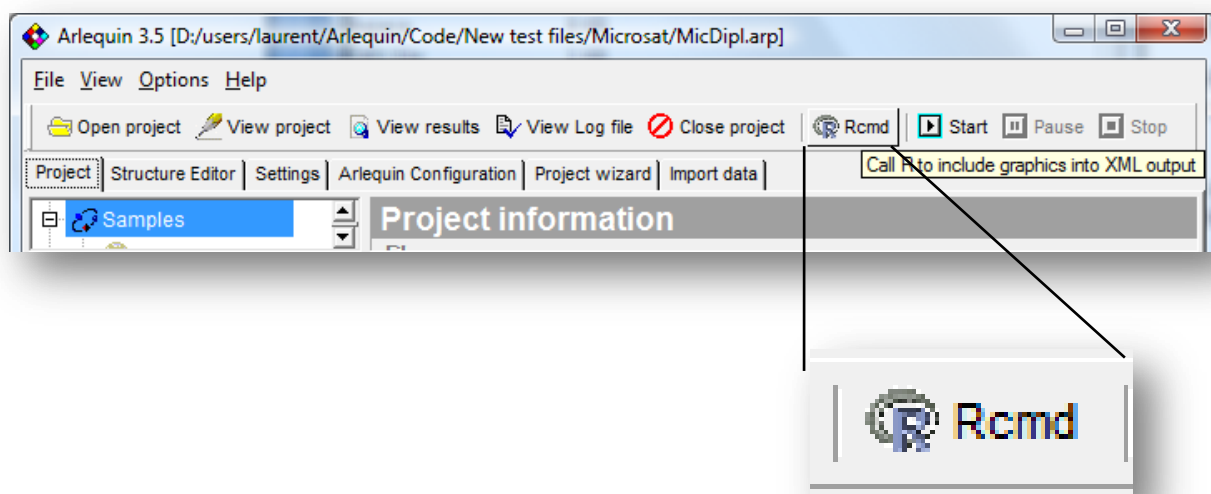 Arlequin 3.5 [D:/users/laurent/Arlequin/Code/New test files/Microsat/MicDipl.arp]
File View Options Help
Open project View project View results View Log file Close project Rcmd Start Pause Stop
Project Structure Editor Settings Arlequin Configuration Project wizard Import data Call R to include graphics into XML output
Samples Project information
Rcmd